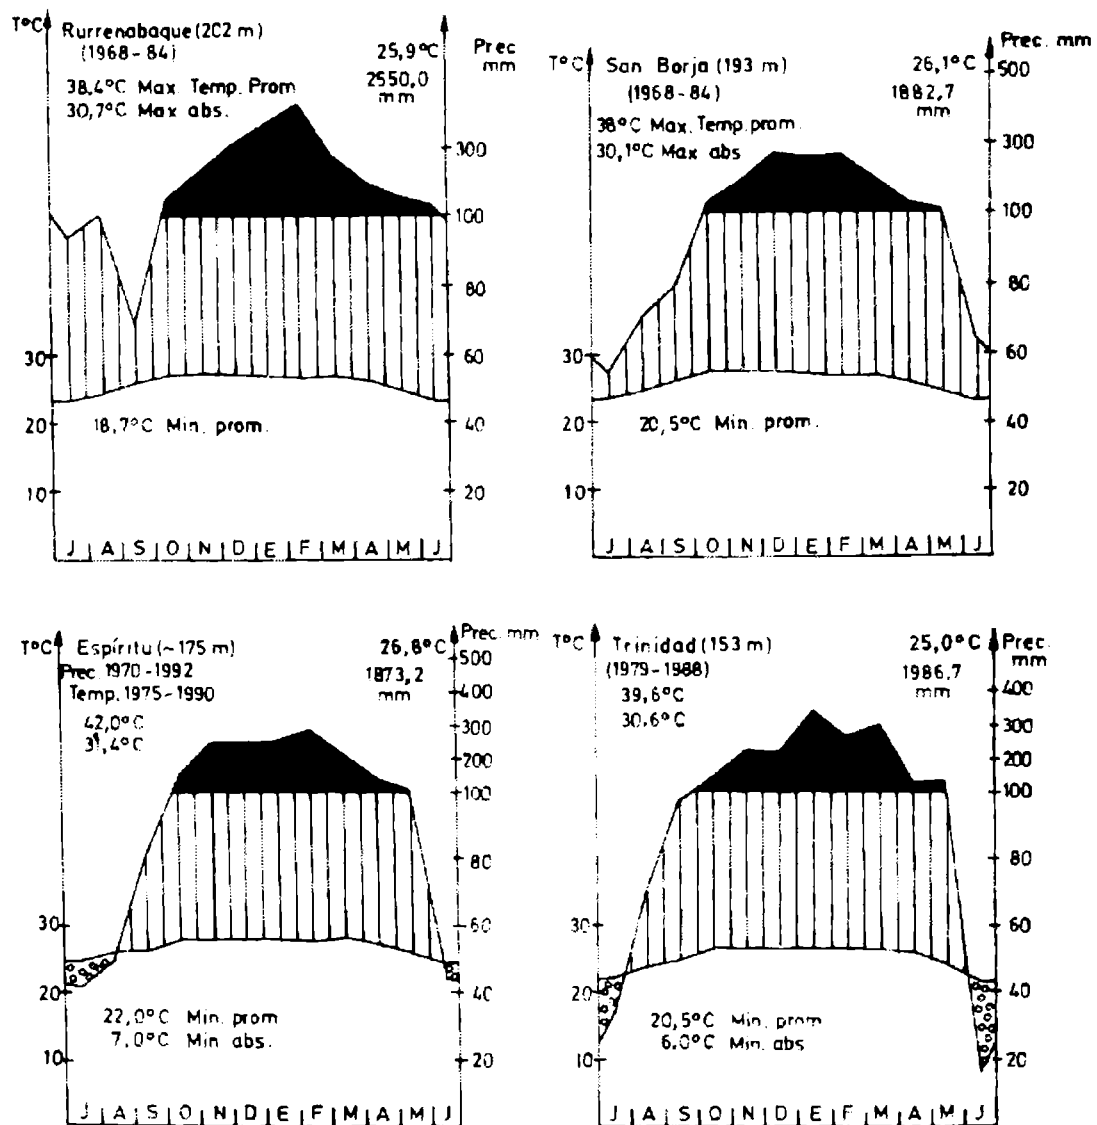 T°C
Rurrenabaque (202 m)
(1968-84)
25,9°C
Prec
mm
38,4°C Max. Temp. Prom
30,7°C Max abs.
2550,0
mm
300
100
80
60
40
20
30
20
10
18,7°C Min. prom.
J | A | S | O | N | D | E | F | M | A | M | J
T°C
San Borja (193 m)
(1968-84)
26,1°C
Prec. mm
1882,7
mm
38°C Max. Temp. prom.
30,1°C Max abs
500
300
100
80
60
40
20
30
20
10
20,5°C Min. prom.
J | A | S | O | N | D | E | F | M | A | M | J
T°C
Espíritu (~175 m)
Prec. 1970-1992
Temp. 1975-1990
26,8°C
Prec. mm
1873,2
mm
42,0°C
31,4°C
500
400
300
200
100
80
60
40
20
30
20
10
22,0°C Min. prom
7,0°C Min abs.
J | A | S | O | N | D | E | F | M | A | M | J
T°C
Trinidad (153 m)
(1979-1988)
25,0°C
Prec.
mm
1986,7
mm
39,6°C
30,6°C
400
300
200
100
80
60
40
20
30
20
10
20,5°C Min. prom
6,0°C Min. abs
J | A | S | O | N | D | E | F | M | A | M | J